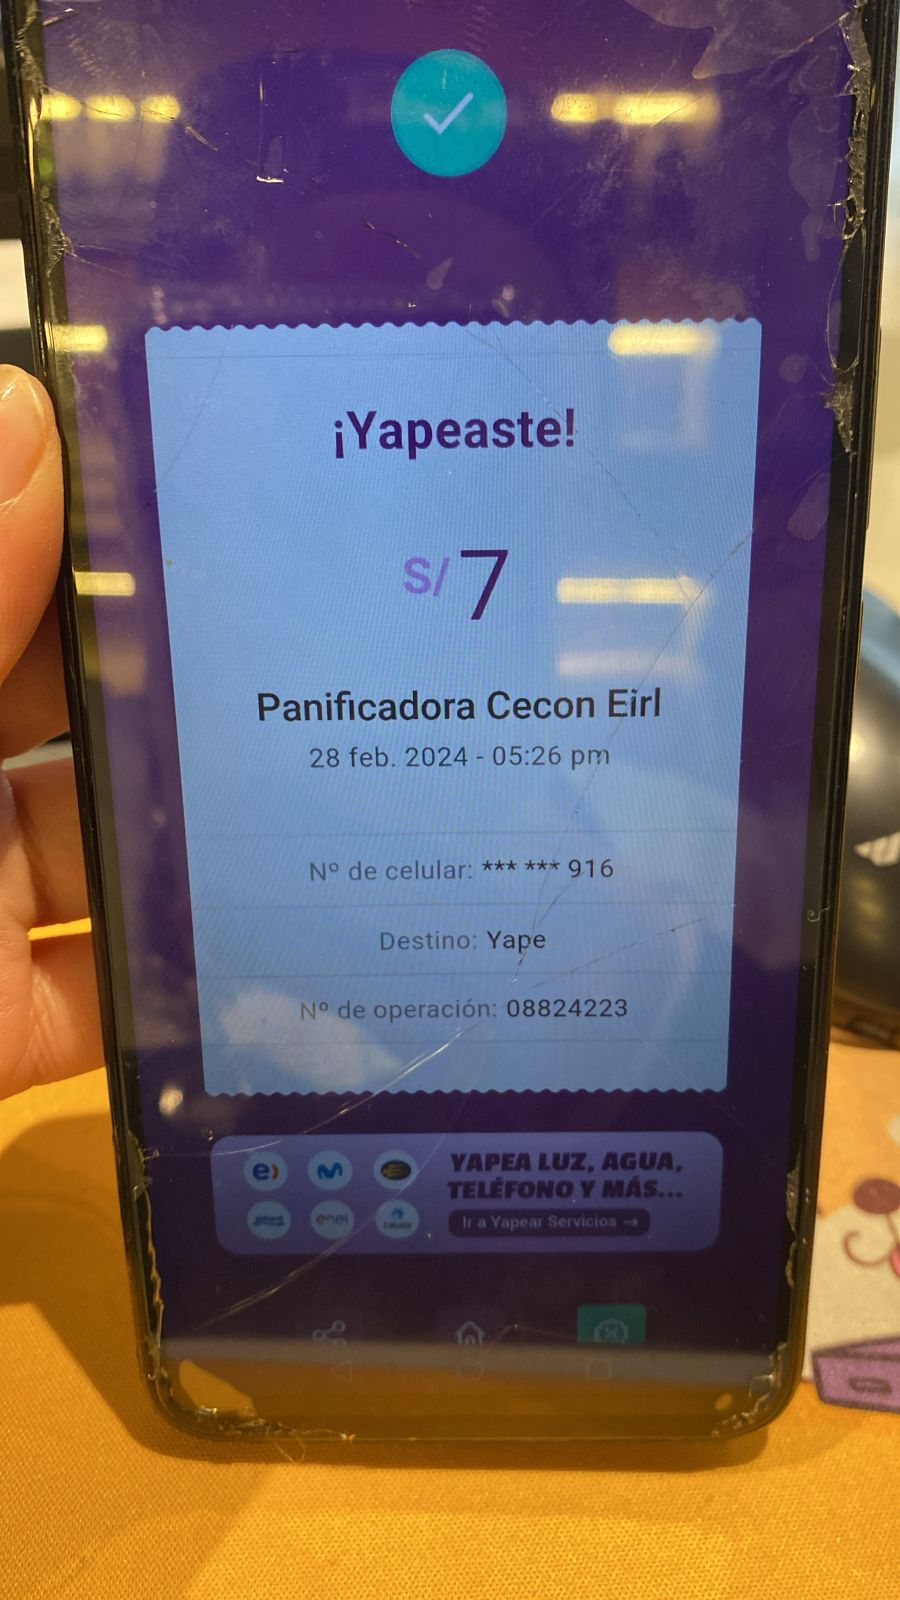 ¡Yapeaste!
S/ 7
Panificadora Cecon Eirl
28 feb. 2024 - 05:26 pm
Nº de celular: *** *** 916
Destino: Yape
Nº de operación: 08824223
YAPEA LUZ, AGUA,
TELÉFONO Y MÁS...
enel
Ir a Yapear Servicios →